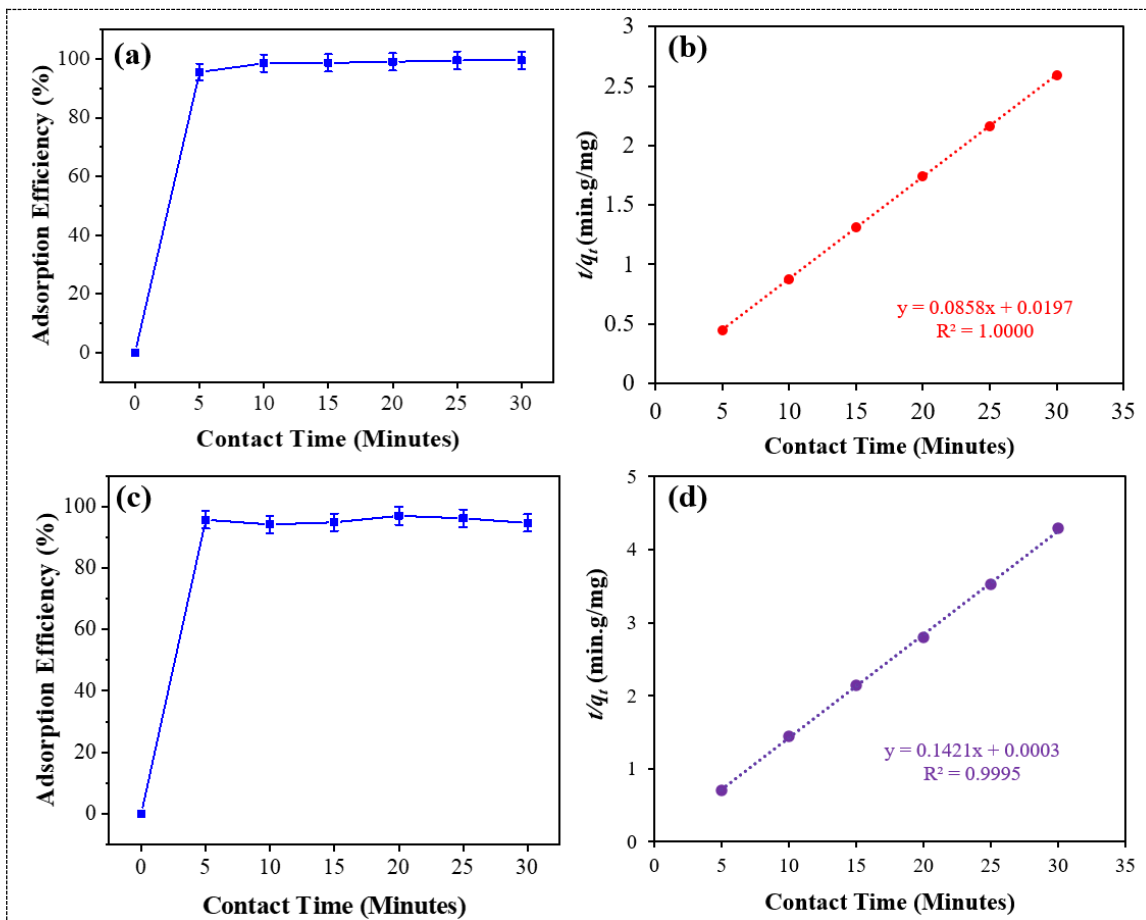 (a)
Adsorption Efficiency (%)
100
80
60
40
20
0
0 5 10 15 20 25 30
Contact Time (Minutes)
(b)
t/qₜ (min.g/mg)
3
2.5
2
1.5
1
0.5
0
y = 0.0858x + 0.0197
R² = 1.0000
0 5 10 15 20 25 30 35
Contact Time (Minutes)
(c)
Adsorption Efficiency (%)
100
80
60
40
20
0
0 5 10 15 20 25 30
Contact Time (Minutes)
(d)
t/qₜ (min.g/mg)
5
4
3
2
1
0
y = 0.1421x + 0.0003
R² = 0.9995
0 5 10 15 20 25 30 35
Contact Time (Minutes)